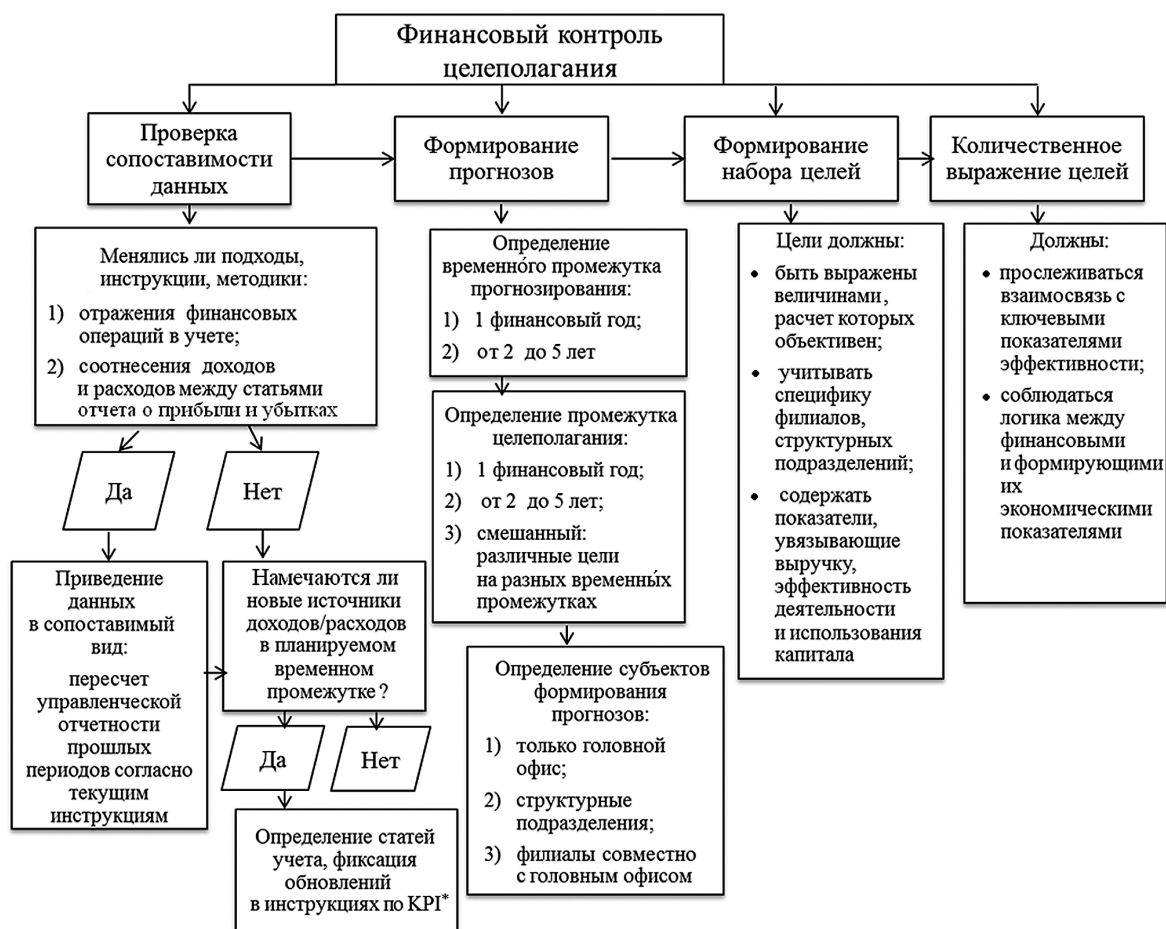 Финансовый контроль
целеполагания
Проверка
сопоставимости
данных
Формирование
прогнозов
Формирование
набора целей
Количественное
выражение целей
Менялись ли подходы,
инструкции, методики:
1) отражения финансовых
операций в учете;
2) соотнесения доходов
и расходов между статьями
отчета о прибыли и убытках
Да
Нет
Приведение
данных
в сопоставимый
вид:
пересчет
управленческой
отчетности
прошлых
периодов согласно
текущим
инструкциям
Намечаются ли
новые источники
доходов/расходов
в планируемом
временном
промежутке?
Да
Нет
Определение статей
учета, фиксация
обновлений
в инструкциях по KPI*
Определение
временно́го промежутка
прогнозирования:
1) 1 финансовый год;
2) от 2 до 5 лет
Определение промежутка
целеполагания:
1) 1 финансовый год;
2) от 2 до 5 лет;
3) смешанный:
различные цели
на разных временны́х
промежутках
Определение субъектов
формирования
прогнозов:
1) только головной
офис;
2) структурные
подразделения;
3) филиалы совместно
с головным офисом
Цели должны:
• быть выражены
величинами,
расчет которых
объективен;
• учитывать
специфику
филиалов,
структурных
подразделений;
• содержать
показатели,
увязывающие
выручку,
эффективность
деятельности
и использования
капитала
Должны:
• прослеживаться
взаимосвязь с
ключевыми
показателями
эффективности;
• соблюдаться
логика между
финансовыми
и формирующими
их
экономическими
показателями